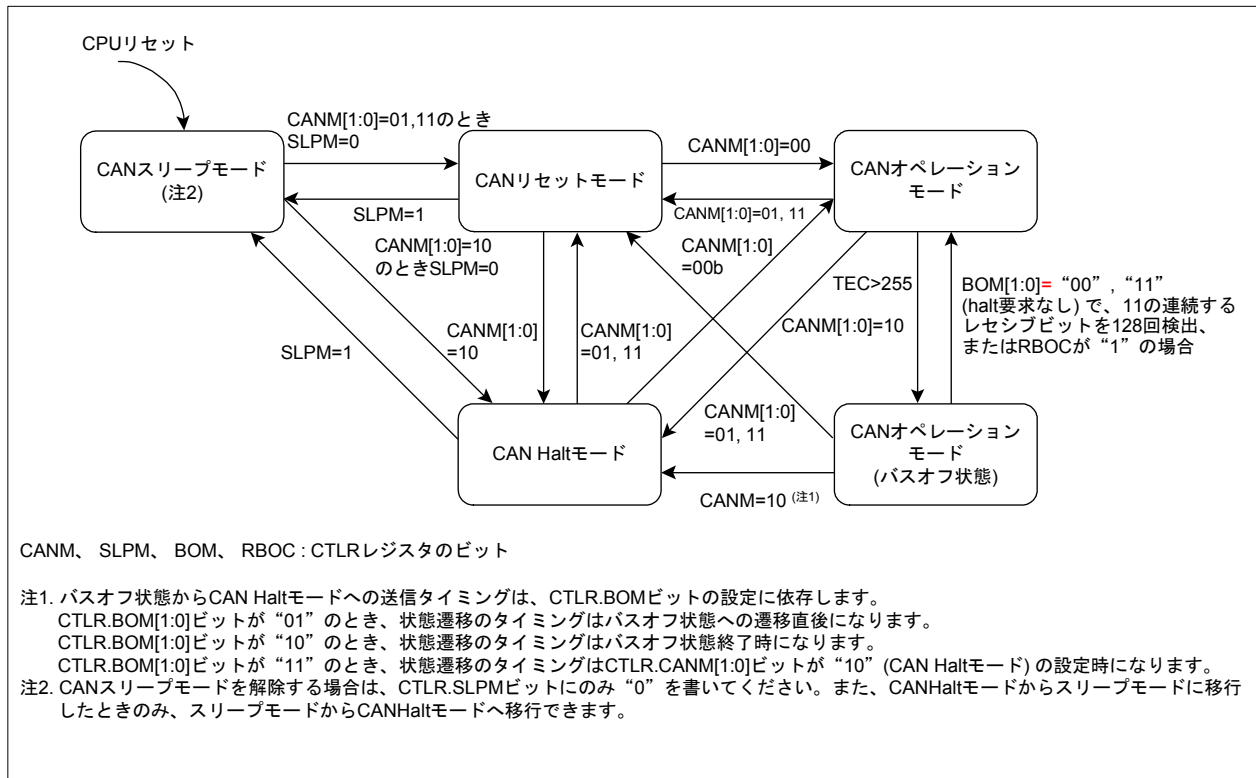 CPUリセット
CANM[1:0]=01,11のとき
SLPM=0
CANM[1:0]=00
CANスリープモード
(注2)
CANリセットモード
CANオペレーション
モード
SLPM=1
CANM[1:0]=01, 11
CANM[1:0]=10
のときSLPM=0
CANM[1:0]
=00b
TEC>255
BOM[1:0]= “00” , “11”
(halt要求なし) で、11の連続する
レセシブビットを128回検出、
またはRBOCが“1”の場合
SLPM=1
CANM[1:0]
=10
CANM[1:0]
=01, 11
CANM[1:0]=10
CANM[1:0]
=01, 11
CAN Haltモード
CANオペレーション
モード
(バスオフ状態)
CANM=10 (注1)
CANM、 SLPM、 BOM、 RBOC : CTLRレジスタのビット
注1. バスオフ状態からCAN Haltモードへの送信タイミングは、CTLR.BOMビットの設定に依存します。
CTLR.BOM[1:0]ビットが“01”のとき、状態遷移のタイミングはバスオフ状態への遷移直後になります。
CTLR.BOM[1:0]ビットが“10”のとき、状態遷移のタイミングはバスオフ状態終了時になります。
CTLR.BOM[1:0]ビットが“11”のとき、状態遷移のタイミングはCTLR.CANM[1:0]ビットが“10”(CAN Haltモード) の設定時になります。
注2. CANスリープモードを解除する場合は、CTLR.SLPMビットにのみ“0”を書いてください。また、CANHaltモードからスリープモードに移行
したときのみ、スリープモードからCANHaltモードへ移行できます。